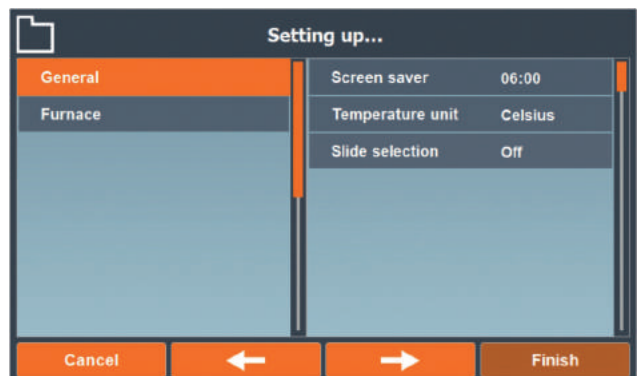 Setting up...
General
Furnace
Screen saver 06:00
Temperature unit Celsius
Slide selection Off
Cancel
Finish